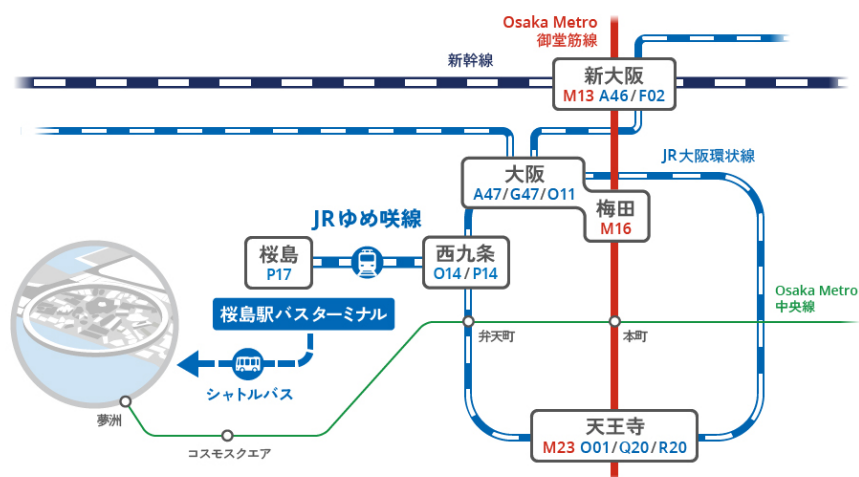 Osaka Metro
御堂筋線
新幹線
新大阪
M13 A46/F02
JR大阪環状線
大阪
A47/G47/O11
梅田
M16
JRゆめ咲線
桜島
P17
西九条
O14/P14
Osaka Metro
中央線
桜島駅バスターミナル
弁天町
本町
シャトルバス
夢洲
天王寺
M23 O01/Q20/R20
コスモスクエア